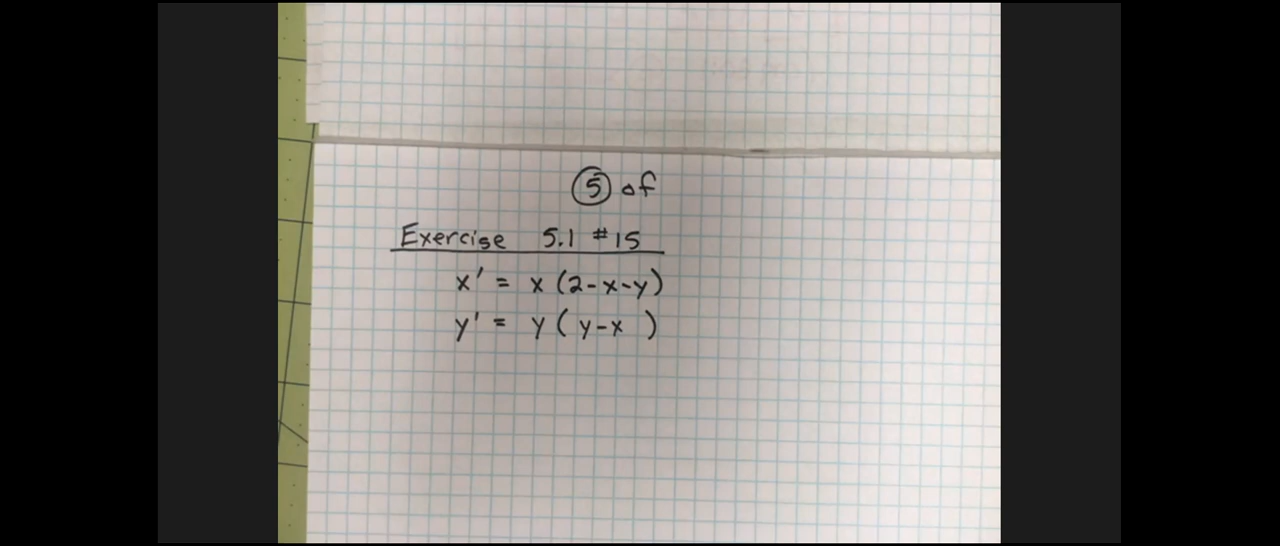 ⑤ of
Exercise 5.1 #15
x' = x (2-x-y)
y' = y ( y-x )